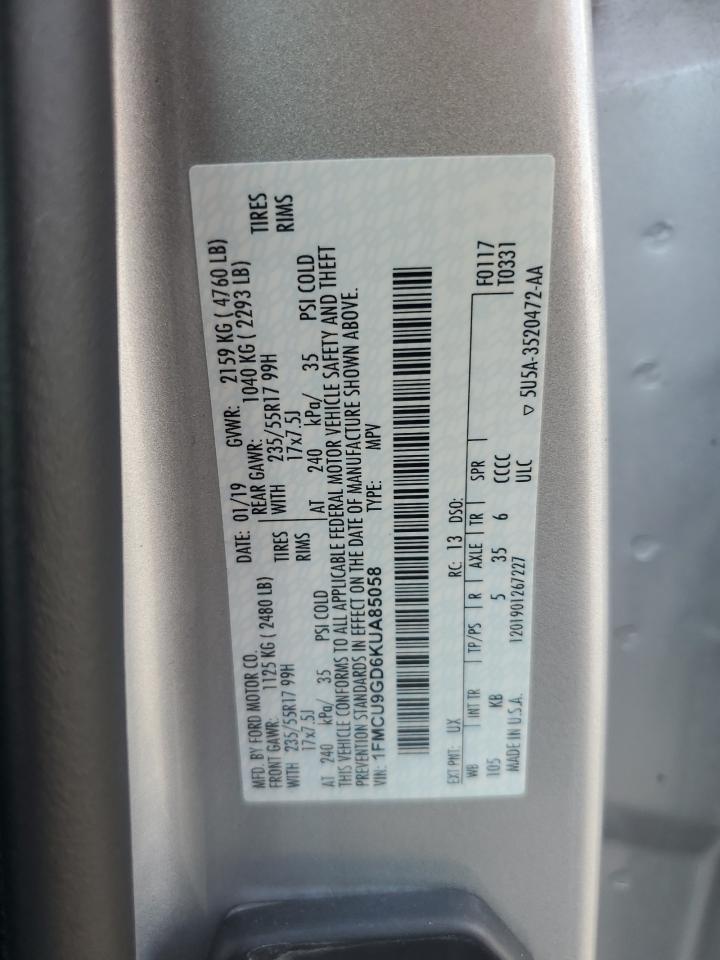 MFD. BY FORD MOTOR CO. DATE: 01/19 GVWR: 2159 KG ( 4760 LB)
FRONT GAWR: 1125 KG ( 2480 LB) REAR GAWR: 1040 KG ( 2293 LB)
WITH 235/55R17 99H TIRES WITH 235/55R17 99H TIRES
17x7.5J RIMS 17x7.5J RIMS
AT 240 kPa/ 35 PSI COLD AT 240 kPa/ 35 PSI COLD
THIS VEHICLE CONFORMS TO ALL APPLICABLE FEDERAL MOTOR VEHICLE SAFETY AND THEFT
PREVENTION STANDARDS IN EFFECT ON THE DATE OF MANUFACTURE SHOWN ABOVE.
VIN: 1FMCU9GD6KUA85058 TYPE: MPV
EXT PNT: UX RC: 13 DSO:
WB INT TR TP/PS R AXLE TR SPR F0117
105 KB 5 35 6 CCCC T0331
MADE IN U.S.A. 1201901267227 ULC
▽ 5U5A-3520472-AA